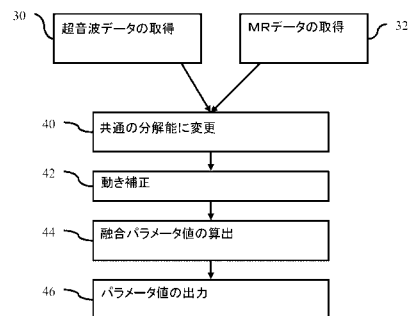 30
超音波データの取得
MRデータの取得
32
40
共通の分解能に変更
42
動き補正
44
融合パラメータ値の算出
46
パラメータ値の出力